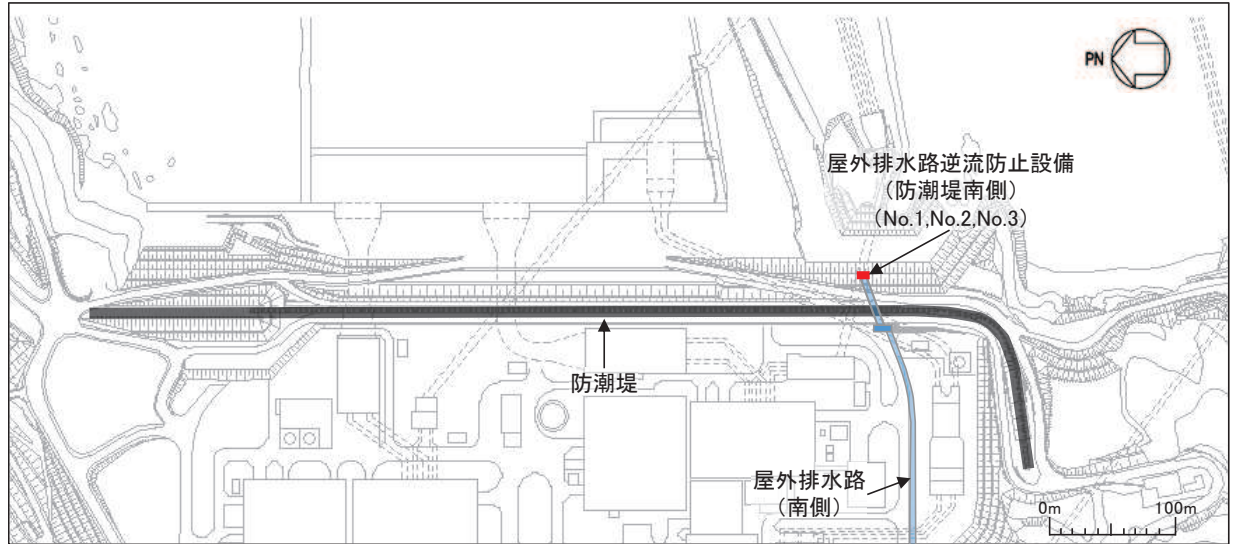 PN
屋外排水路逆流防止設備
（防潮堤南側）
（No.1,No.2,No.3）
防潮堤
屋外排水路
（南側）
0m
100m